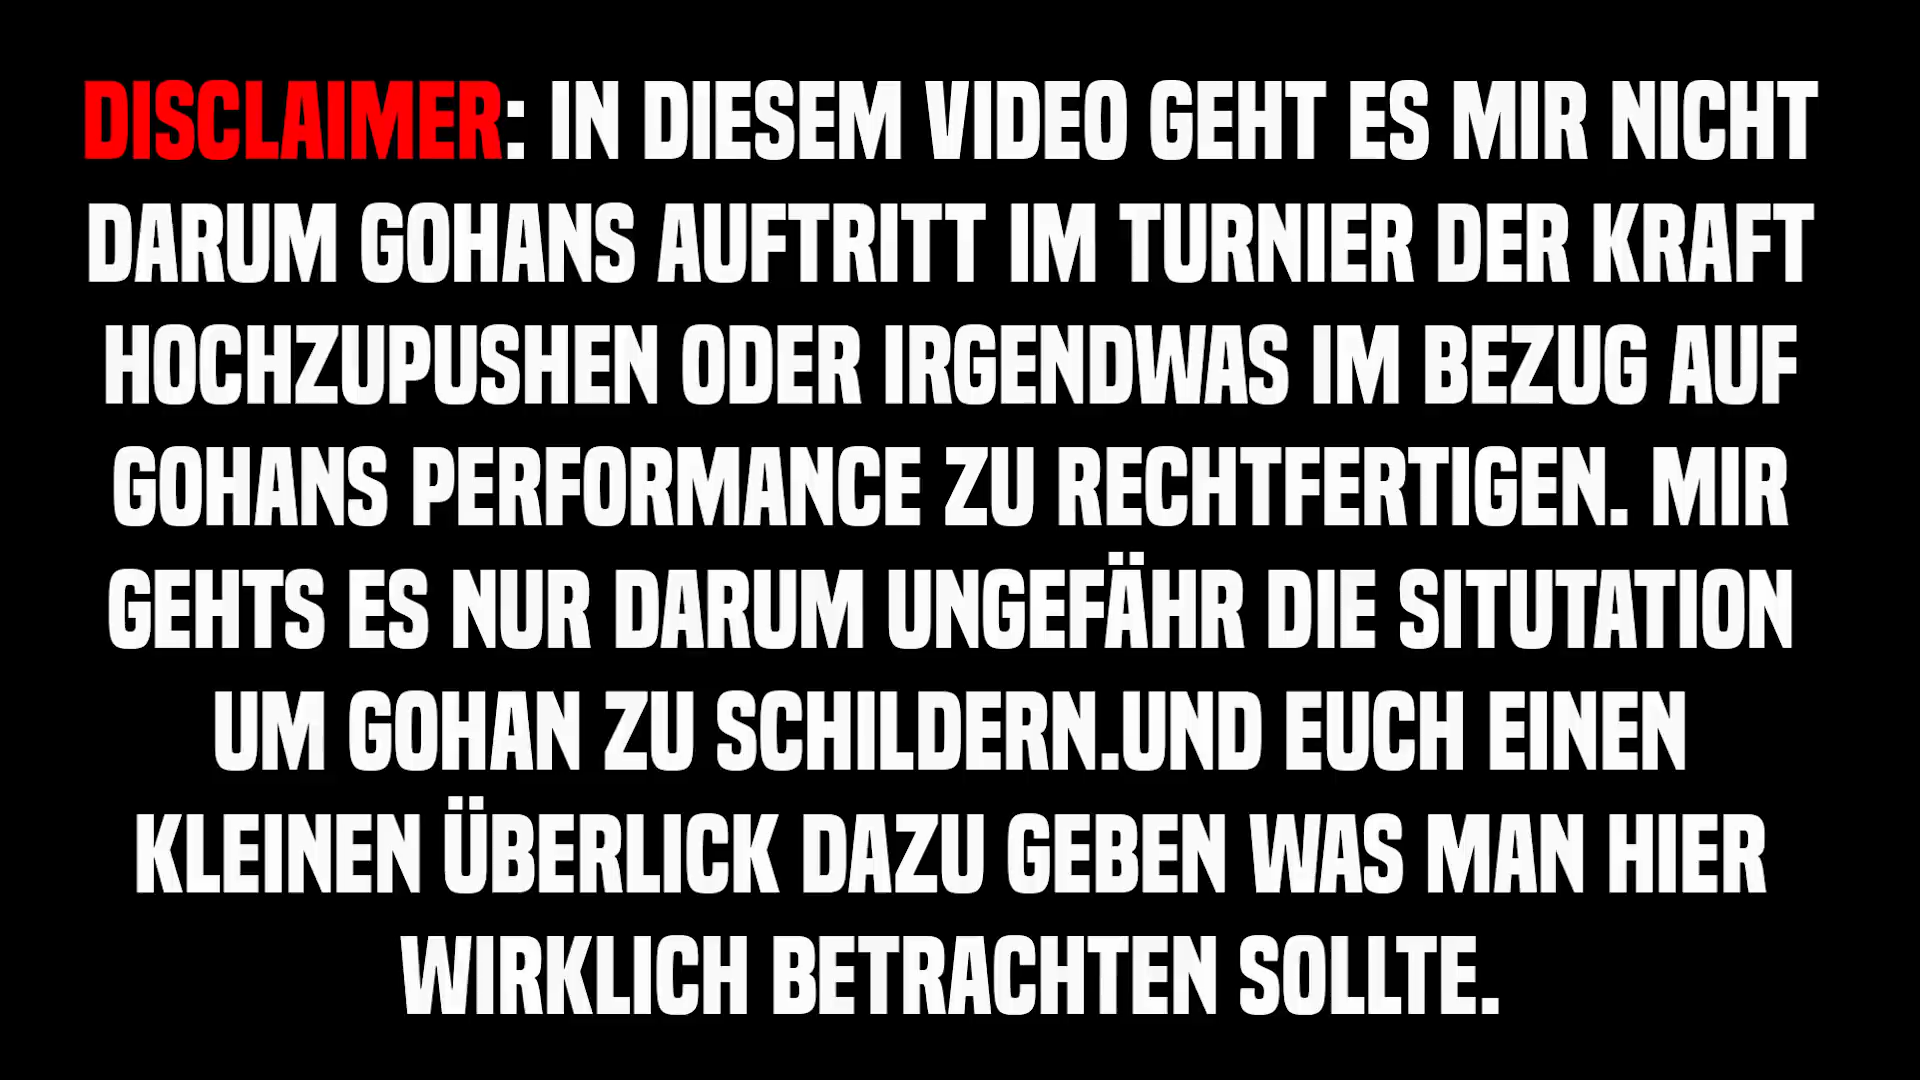 DISCLAIMER: IN DIESEM VIDEO GEHT ES MIR NICHT
DARUM GOHANS AUFTRITT IM TURNIER DER KRAFT
HOCHZUPUSHEN ODER IRGENDWAS IM BEZUG AUF
GOHANS PERFORMANCE ZU RECHTFERTIGEN. MIR
GEHTS ES NUR DARUM UNGEFÄHR DIE SITUTATION
UM GOHAN ZU SCHILDERN.UND EUCH EINEN
KLEINEN ÜBERLICK DAZU GEBEN WAS MAN HIER
WIRKLICH BETRACHTEN SOLLTE.